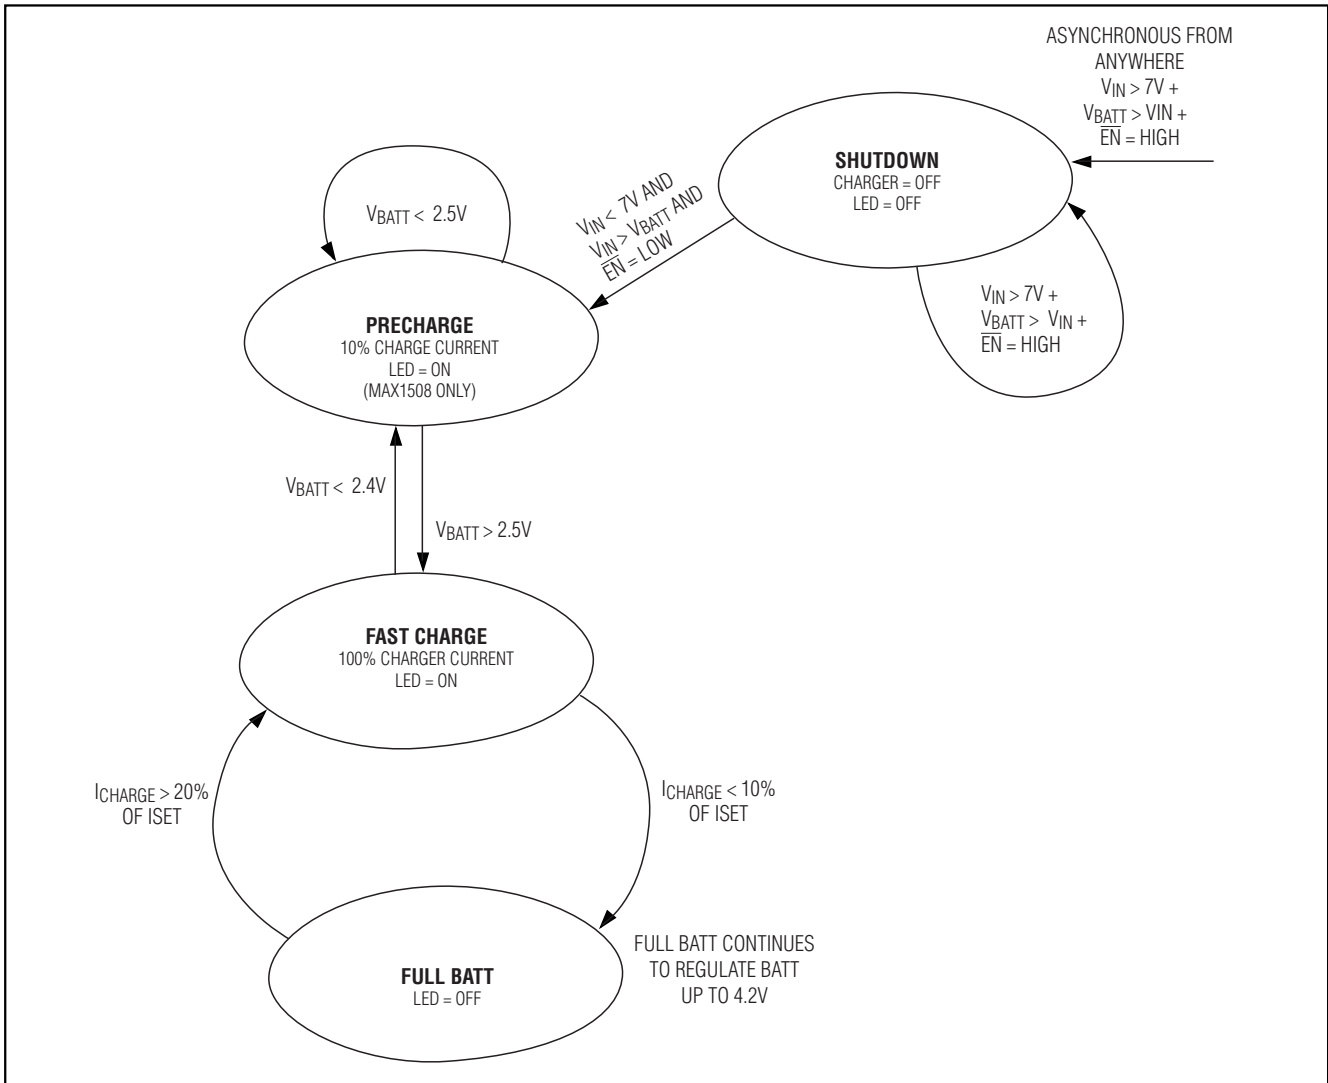 ASYNCHRONOUS FROM
ANYWHERE
VIN > 7V +
VBATT > VIN +
E̅N̅ = HIGH
SHUTDOWN
CHARGER = OFF
LED = OFF
VIN < 7V AND
VIN > VBATT AND
E̅N̅ = LOW
VIN > 7V +
VBATT > VIN +
E̅N̅ = HIGH
VBATT < 2.5V
PRECHARGE
10% CHARGE CURRENT
LED = ON
(MAX1508 ONLY)
VBATT < 2.4V
VBATT > 2.5V
FAST CHARGE
100% CHARGER CURRENT
LED = ON
ICHARGE > 20%
OF ISET
ICHARGE < 10%
OF ISET
FULL BATT
LED = OFF
FULL BATT CONTINUES
TO REGULATE BATT
UP TO 4.2V